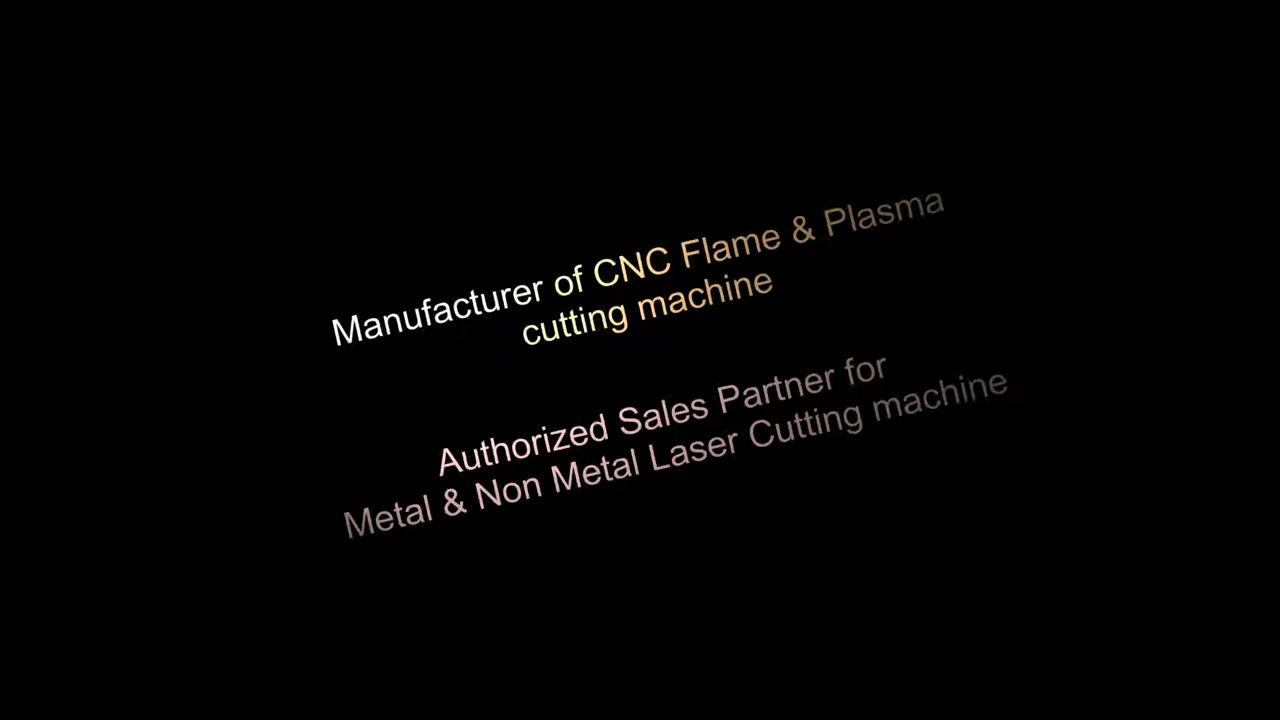 Manufacturer of CNC Flame & Plasma
cutting machine
Authorized Sales Partner for
Metal & Non Metal Laser Cutting machine